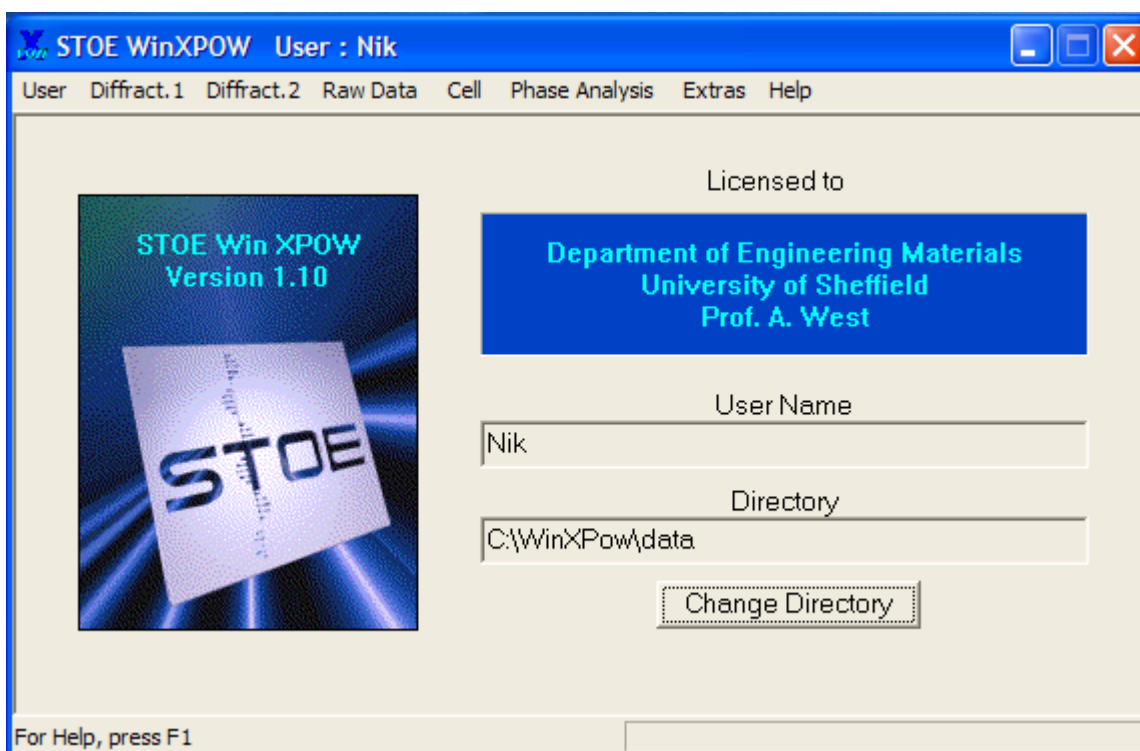 X POW STOE WinXPOW User : Nik
User Diffract.1 Diffract.2 Raw Data Cell Phase Analysis Extras Help
STOE Win XPOW
Version 1.10
STOE
Licensed to
Department of Engineering Materials
University of Sheffield
Prof. A. West
User Name
Nik
Directory
C:\WinXPow\data
Change Directory
For Help, press F1